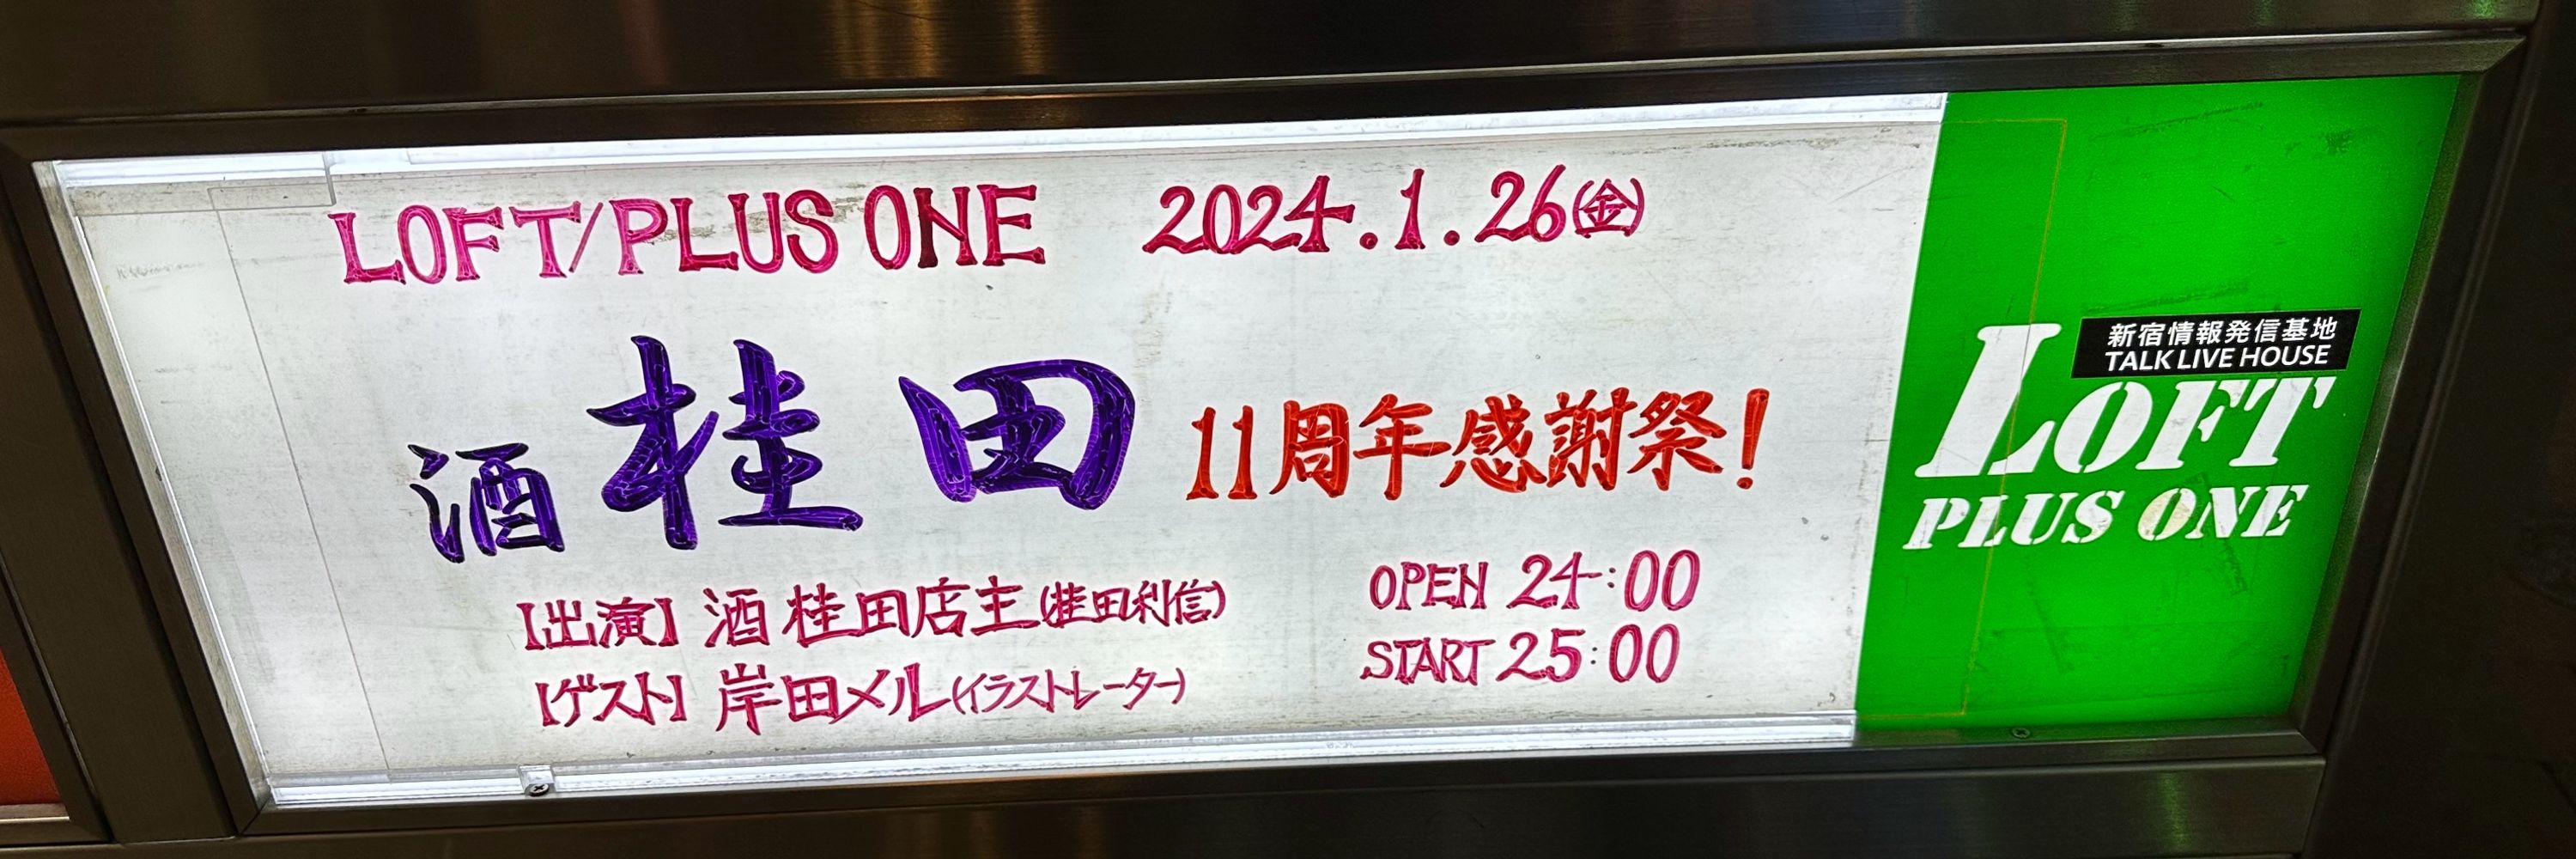 LOFT/PLUS ONE 2024.1.26(金)
酒 桂田 11周年感謝祭!
【出演】酒 桂田店主(桂田利信)
【ゲスト】岸田メル(イラストレーター)
OPEN 24:00
START 25:00
新宿情報発信基地
TALK LIVE HOUSE
LOFT
PLUS ONE